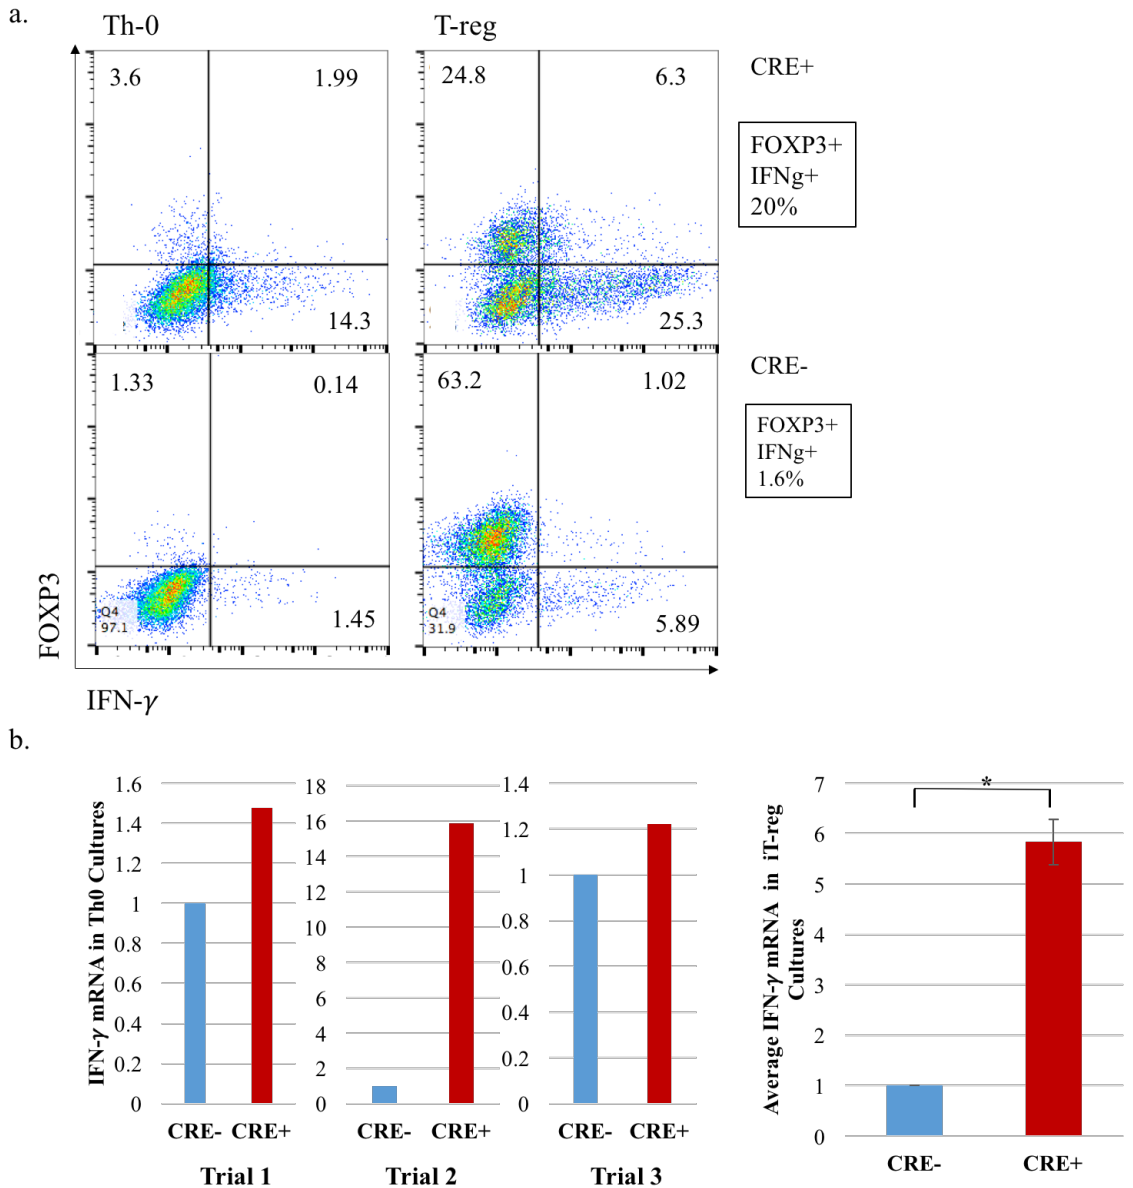 a.
Th-0
T-reg
3.6
1.99
14.3
24.8
6.3
25.3
CRE+
FOXP3+
IFNg+
20%
1.33
0.14
Q4
97.1
1.45
63.2
1.02
Q4
31.9
5.89
CRE-
FOXP3+
IFNg+
1.6%
FOXP3
IFN-γ
b.
IFN-γ mRNA in Th0 Cultures
1.6
1.4
1.2
1
0.8
0.6
0.4
0.2
0
CRE- CRE+
Trial 1
18
16
14
12
10
8
6
4
2
0
CRE- CRE+
Trial 2
1.4
1.2
1
0.8
0.6
0.4
0.2
0
CRE- CRE+
Trial 3
Average IFN-γ mRNA in iT-reg
Cultures
7
6
5
4
3
2
1
0
*
CRE- CRE+